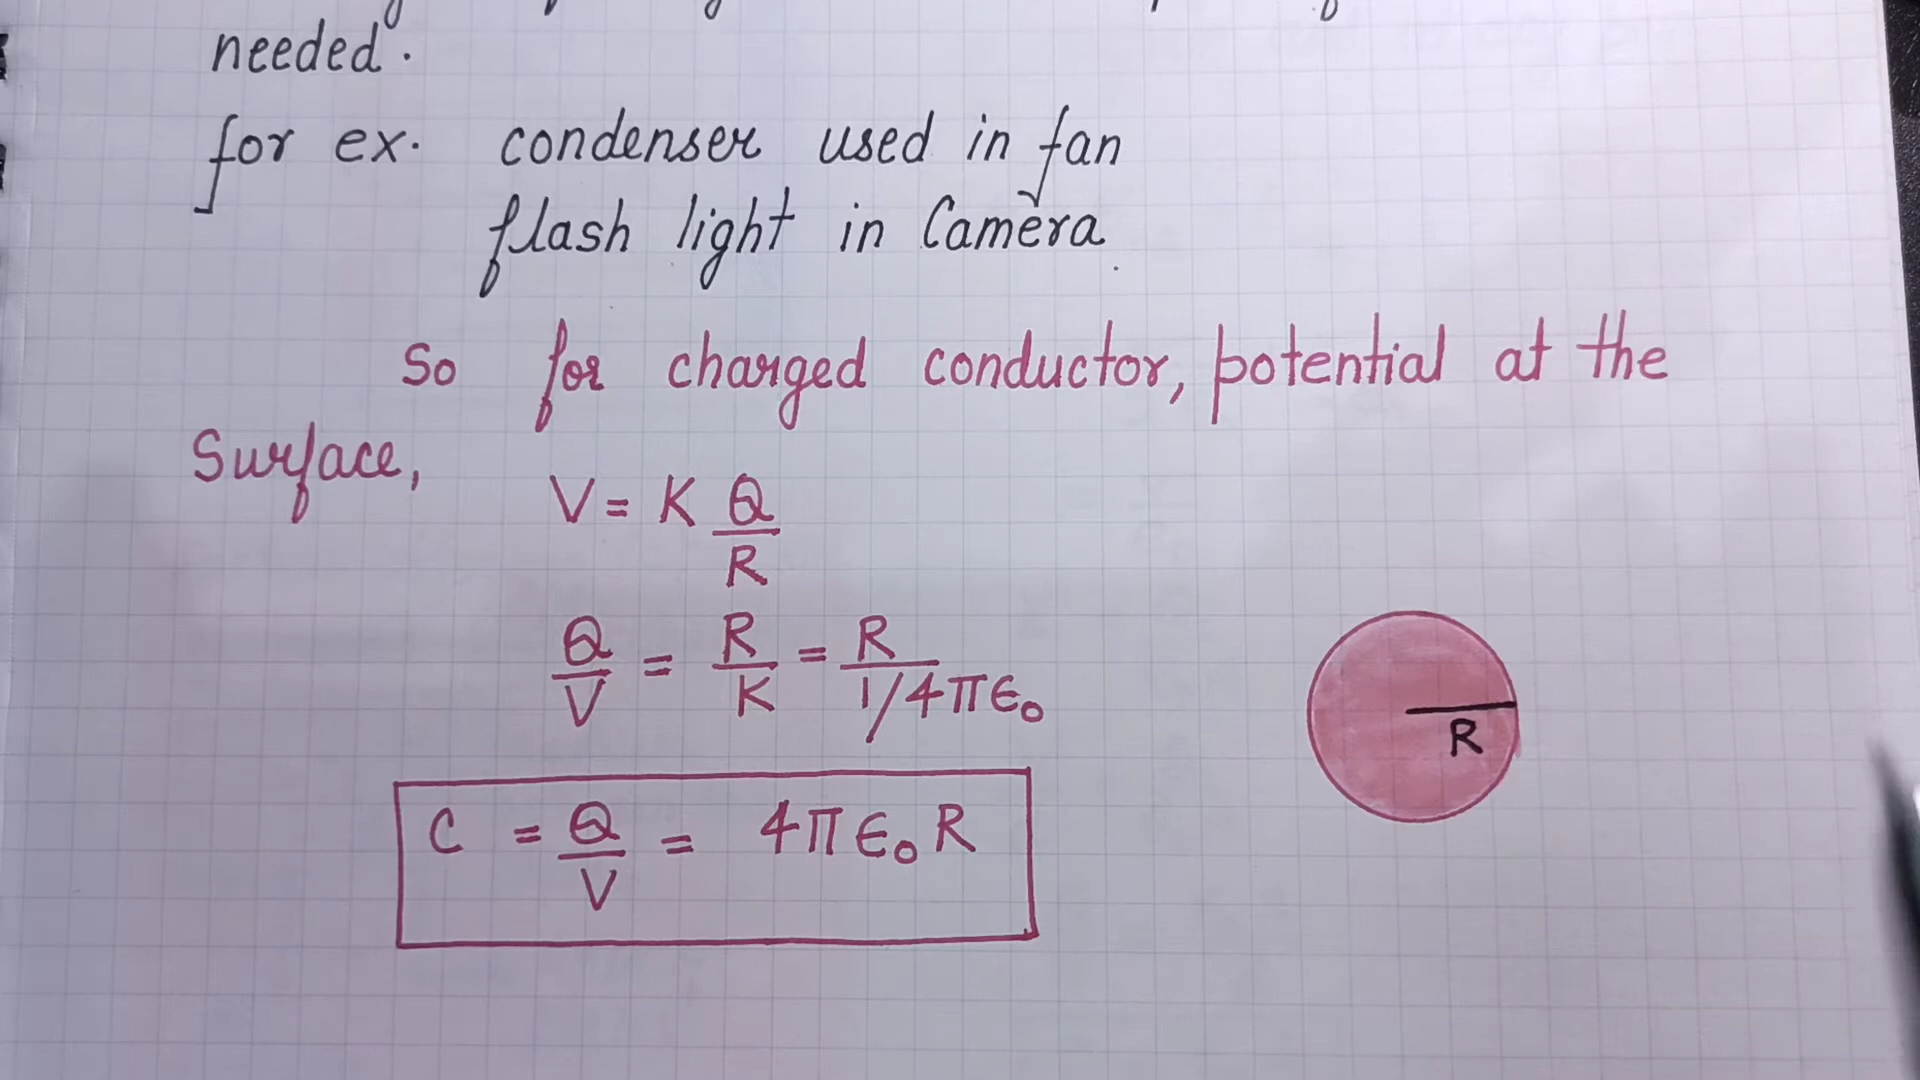 needed.
for ex. condenser used in fan
flash light in Camera
So for charged conductor, potential at the
Surface,
V = K Q/R
Q/V = R/K = R/1/4πε₀
C = Q/V = 4πε₀R
R